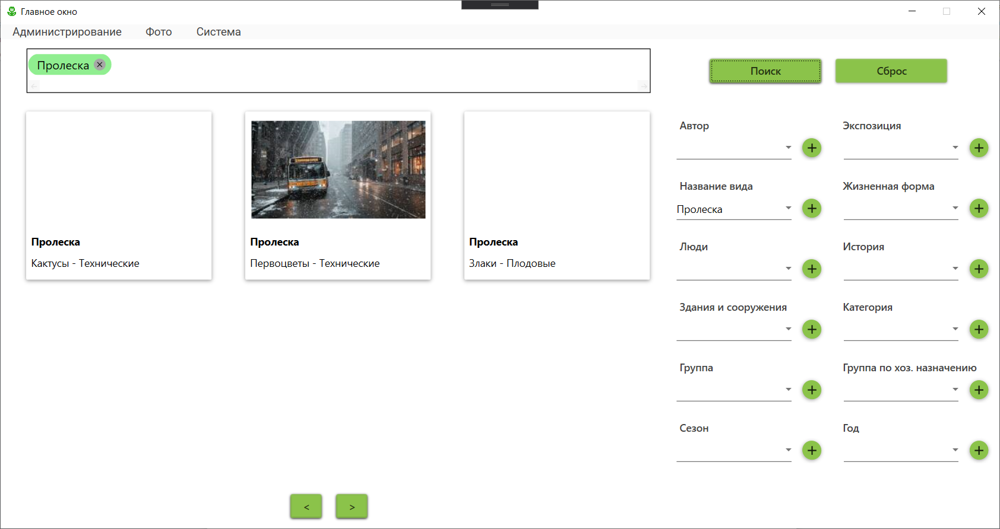 Главное окно
Администрирование Фото Система
Пролеска
Поиск Сброс
Пролеска
Кактусы - Технические
Пролеска
Первоцветы - Технические
Пролеска
Злаки - Плодовые
Автор Экспозиция
Название вида Жизненная форма
Пролеска
Люди История
Здания и сооружения Категория
Группа Группа по хоз. назначению
Сезон Год
< >